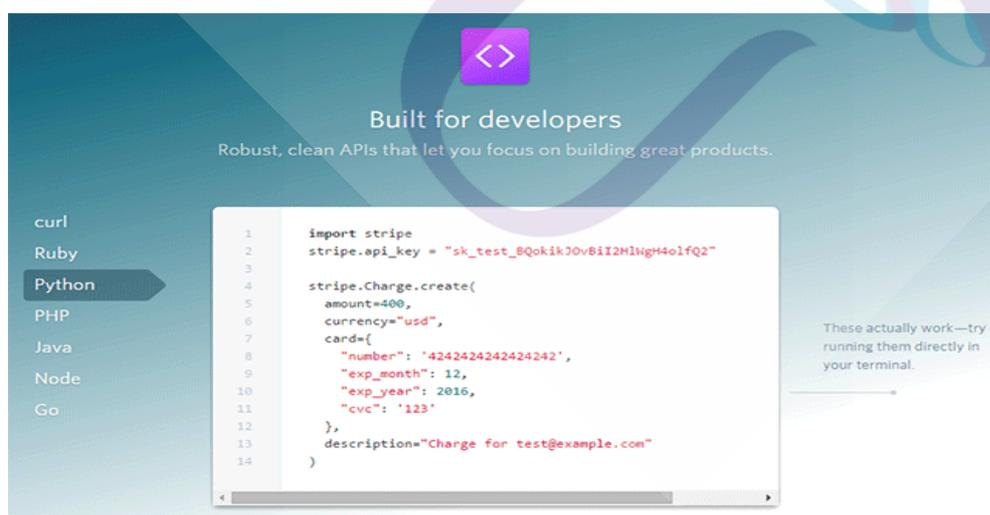 <>
Built for developers
Robust, clean APIs that let you focus on building great products.
curl
Ruby
Python
PHP
Java
Node
Go
1 import stripe
2 stripe.api_key = "sk_test_BQokikJOvBiI2HlWgH4olfQ2"
3
4 stripe.Charge.create(
5 amount=400,
6 currency="usd",
7 card={
8 "number": '4242424242424242',
9 "exp_month": 12,
10 "exp_year": 2016,
11 "cvc": '123'
12 },
13 description="Charge for test@example.com"
14 )
These actually work—try
running them directly in
your terminal.